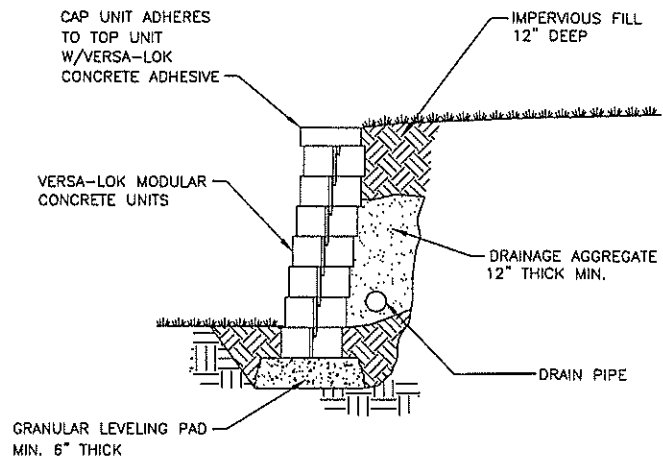 CAP UNIT ADHERES
TO TOP UNIT
W/VERSA-LOK
CONCRETE ADHESIVE
IMPERVIOUS FILL
12" DEEP
VERSA-LOK MODULAR
CONCRETE UNITS
DRAINAGE AGGREGATE
12" THICK MIN.
DRAIN PIPE
GRANULAR LEVELING PAD
MIN. 6" THICK